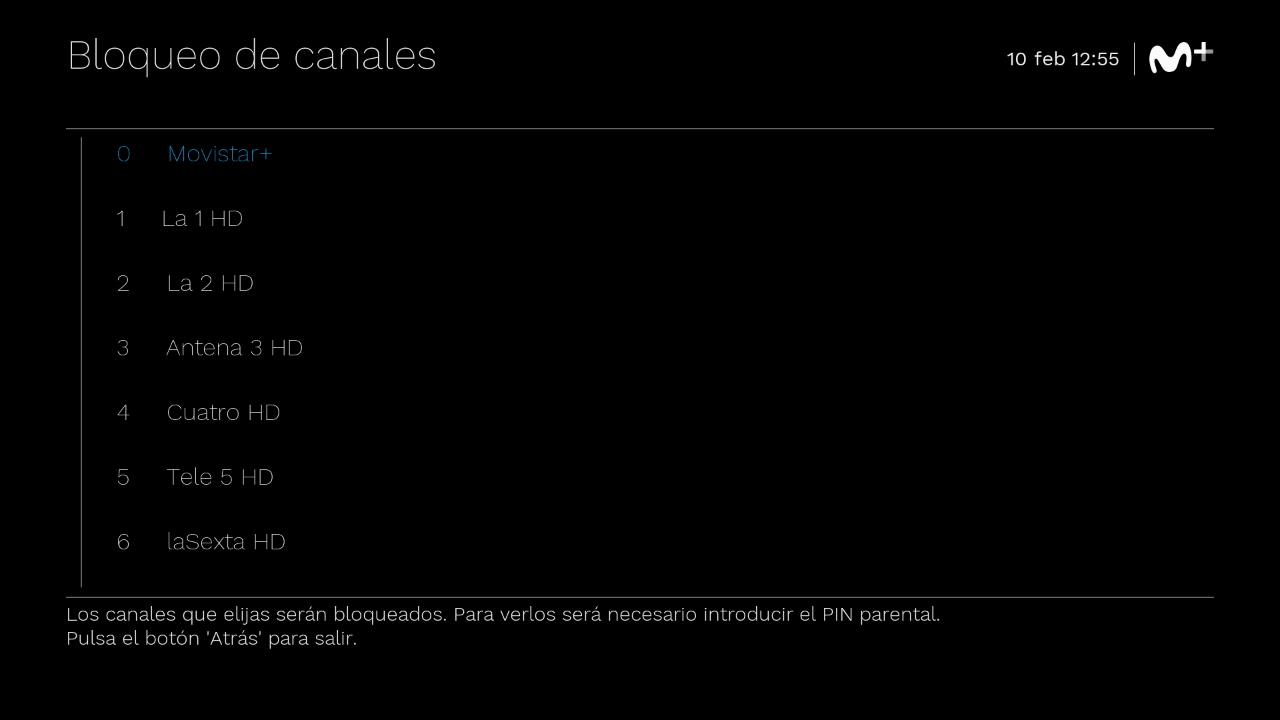 Bloqueo de canales
10 feb 12:55
M+
0 Movistar+
1 La 1 HD
2 La 2 HD
3 Antena 3 HD
4 Cuatro HD
5 Tele 5 HD
6 laSexta HD
Los canales que elijas serán bloqueados. Para verlos será necesario introducir el PIN parental.
Pulsa el botón 'Atrás' para salir.